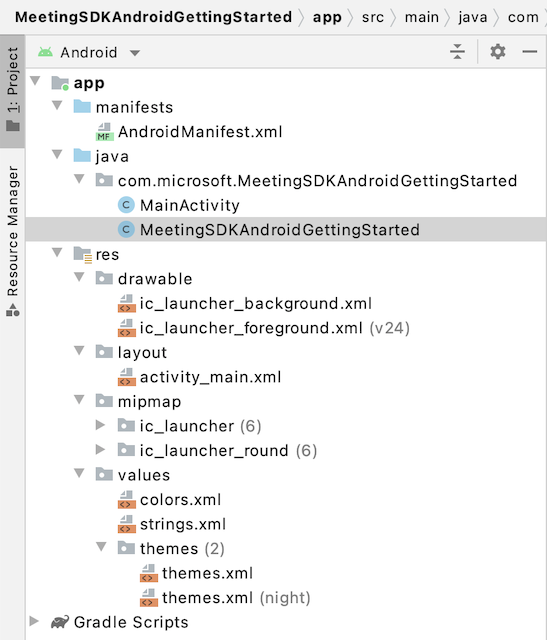 MeetingSDKAndroidGettingStarted > app > src > main > java > com
1: Project
Android
app
manifests
MF AndroidManifest.xml
java
com.microsoft.MeetingSDKAndroidGettingStarted
C MainActivity
C MeetingSDKAndroidGettingStarted
Resource Manager
res
drawable
ic_launcher_background.xml
ic_launcher_foreground.xml (v24)
layout
activity_main.xml
mipmap
ic_launcher (6)
ic_launcher_round (6)
values
colors.xml
strings.xml
themes (2)
themes.xml
themes.xml (night)
Gradle Scripts